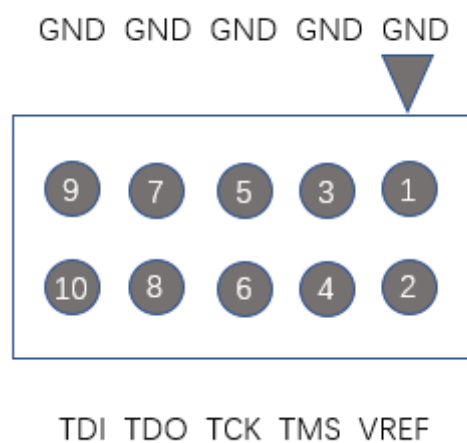 GND GND GND GND GND
9 7 5 3 1
10 8 6 4 2
TDI TDO TCK TMS VREF